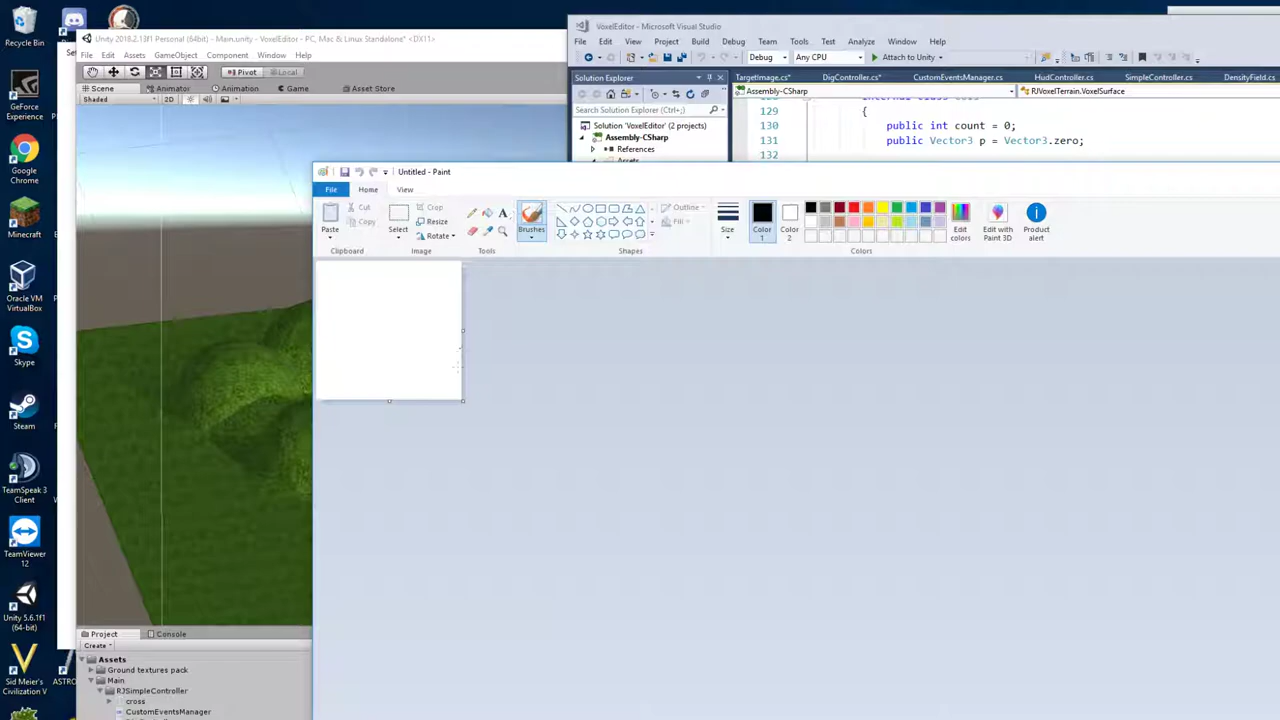 Recycle Bin
GeForce Experience
Google Chrome
Minecraft
Oracle VM VirtualBox
Skype
Steam
TeamSpeak 3 Client
TeamViewer 12
Unity 5.6.1f1 (64-bit)
Sid Meier's Civilization V
Unity 2018.2.13f1 Personal (64bit) - Main.unity - VoxelEditor - PC, Mac & Linux Standalone* <DX11>
File Edit Assets GameObject Component Window Help
Pivot Local
Scene Animator Animation Game Asset Store
Shaded 2D
Project Console
Create
Assets
Ground textures pack
Main
RJSimpleController
cross
CustomEventsManager
VoxelEditor - Microsoft Visual Studio
File Edit View Project Build Debug Team Tools Test Analyze Window Help
Debug Any CPU Attach to Unity
Solution Explorer
Search Solution Explorer (Ctrl+;)
Solution 'VoxelEditor' (2 projects)
Assembly-CSharp
References
Assets
TargetImage.cs* DigController.cs* CustomEventsManager.cs HudController.cs SimpleController.cs DensityField.cs
Assembly-CSharp RJVoxelTerrain.VoxelSurface
129 {
130 public int count = 0;
131 public Vector3 p = Vector3.zero;
132
Untitled - Paint
File Home View
Paste Cut Copy
Clipboard
Select Crop Resize Rotate
Image
A
Tools
Brushes
Outline Fill
Shapes
Size
Color 1
Color 2
Edit colors
Colors
Edit with Paint 3D
Product alert